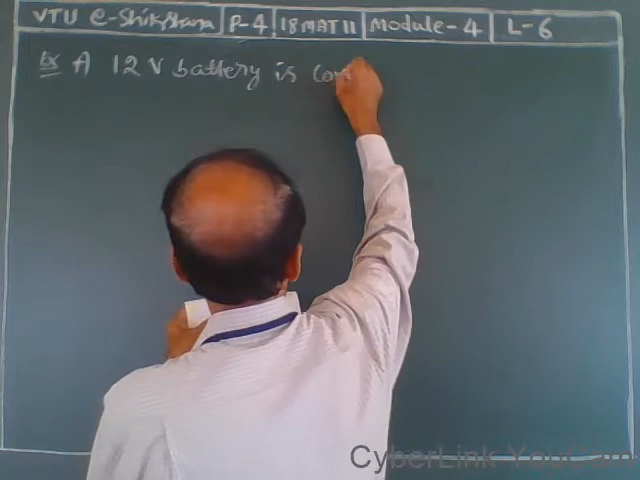 VTU e-Shikshana P-4 18MAT11 Module-4 L-6
Ex A 12 V battery is con
CyberLink YouCam